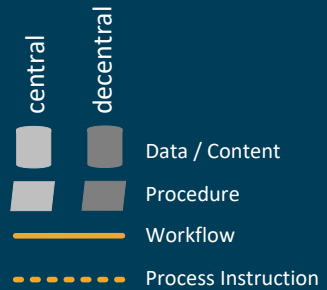 central
decentral
Data / Content
Procedure
Workflow
Process Instruction